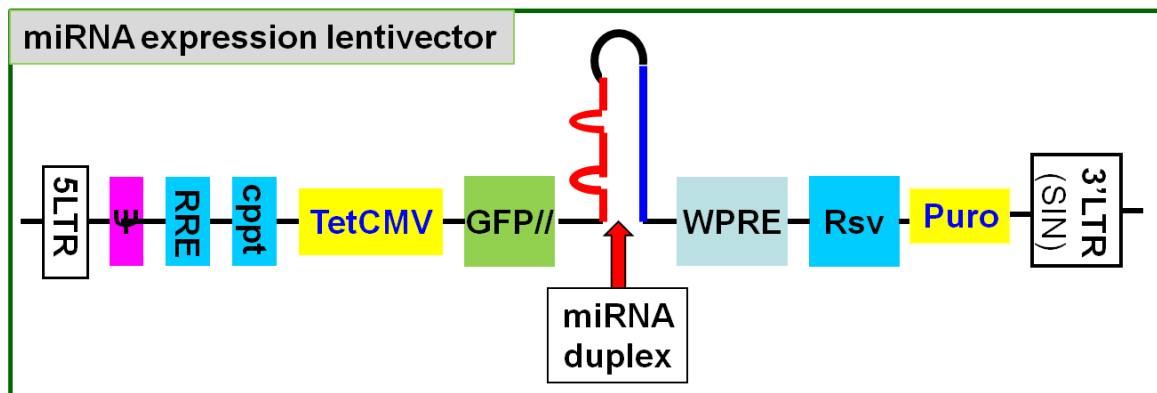 miRNA expression lentivector
5LTR
Ψ
RRE
cppt
TetCMV
GFP//
WPRE
Rsv
Puro
3'LTR
(SIN)
miRNA
duplex